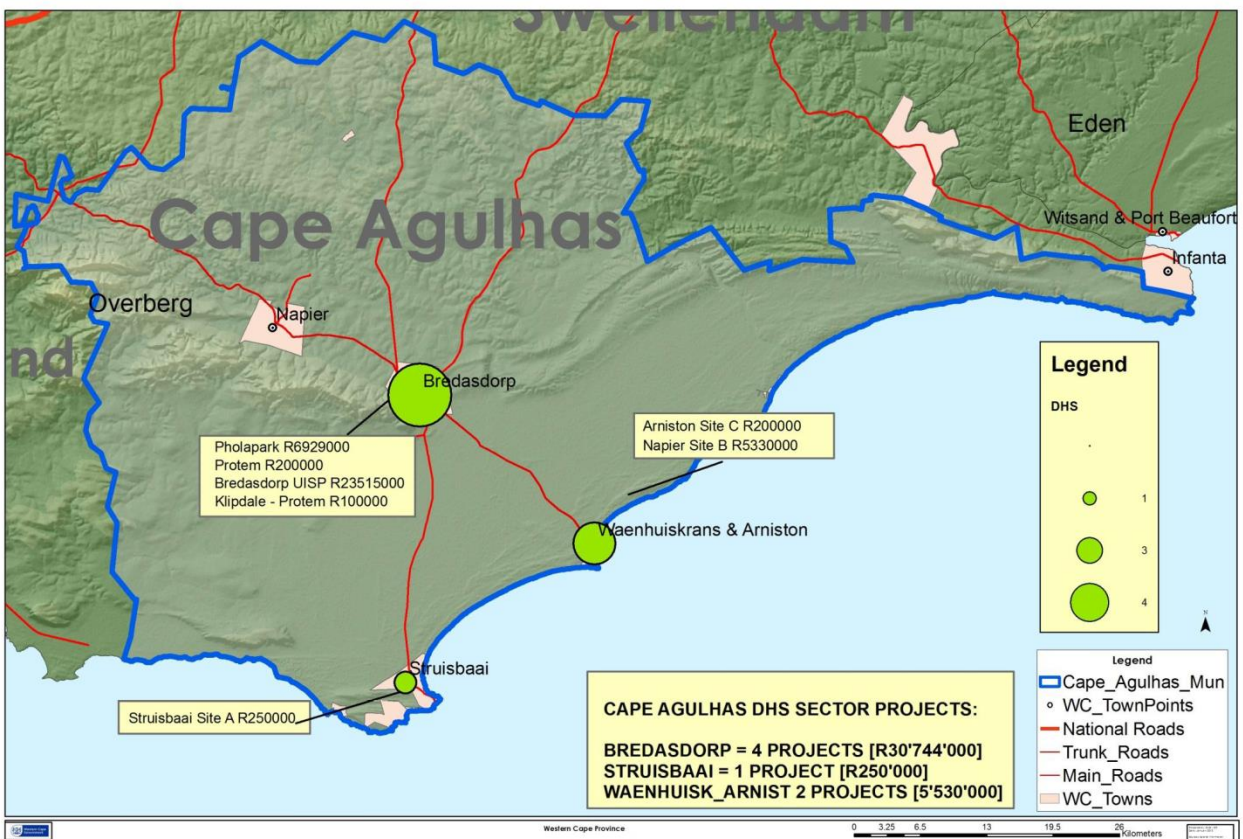 Swellendam
Eden
Witsand & Port Beaufort
Infanta
Cape Agulhas
Overberg
Napier
nd
Bredasdorp
Legend
DHS
1
3
4
Arniston Site C R200000
Napier Site B R5330000
Pholapark R6929000
Protem R200000
Bredasdorp UISP R23515000
Klipdale - Protem R100000
Waenhuiskrans & Arniston
N
Struisbaai
Struisbaai Site A R250000
CAPE AGULHAS DHS SECTOR PROJECTS:
BREDASDORP = 4 PROJECTS [R30'744'000]
STRUISBAAI = 1 PROJECT [R250'000]
WAENHUISK_ARNIST 2 PROJECTS [5'530'000]
Legend
Cape_Agulhas_Mun
WC_TownPoints
National Roads
Trunk_Roads
Main_Roads
WC_Towns
Western Cape Province
0 3.25 6.5 13 19.5 26
Kilometers